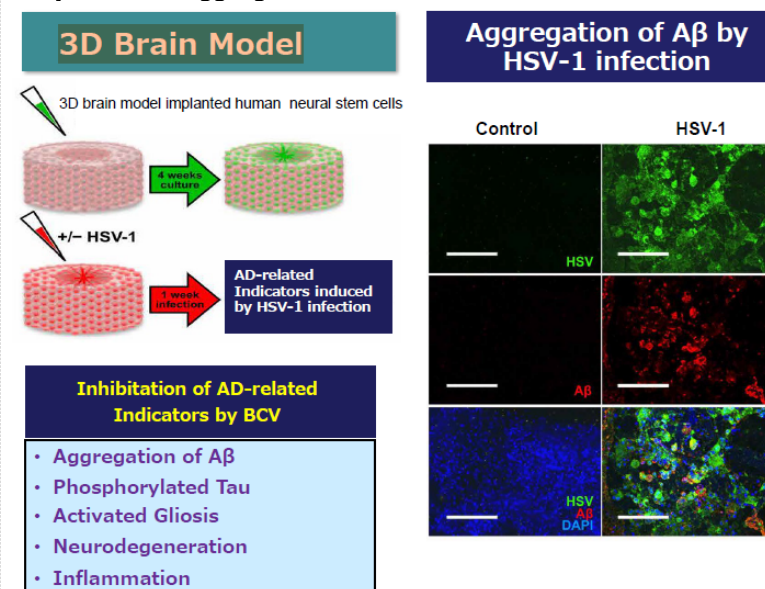 3D Brain Model
3D brain model implanted human neural stem cells
4 weeks
culture
+/− HSV-1
1 week
infection
AD-related
Indicators induced
by HSV-1 infection
Inhibitation of AD-related
Indicators by BCV
• Aggregation of Aβ
• Phosphorylated Tau
• Activated Gliosis
• Neurodegeneration
• Inflammation
Aggregation of Aβ by
HSV-1 infection
Control HSV-1
HSV
Aβ
HSV
Aβ
DAPI